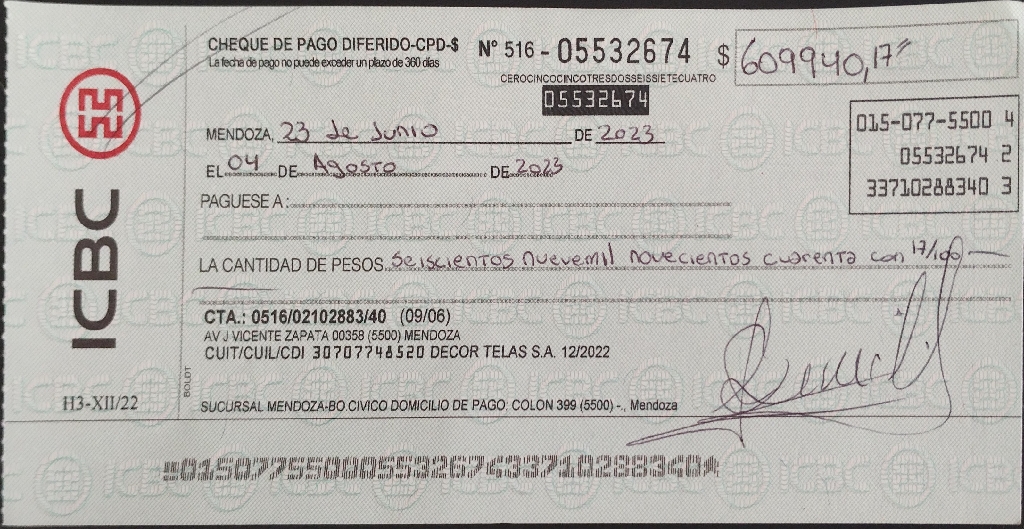 CHEQUE DE PAGO DIFERIDO-CPD-$ N° 516 - 05532674 $ 609940,17
La fecha de pago no puede exceder un plazo de 360 días
CEROCINCOCINCOTRESDOSSEISSIETECUATRO
05532674
MENDOZA, 23 de Junio DE 2023
EL 04 DE Agosto DE 2023
PAGUESE A:
LA CANTIDAD DE PESOS Seiscientos nuevemil novecientos cuarenta con 17/100
015-077-5500 4
05532674 2
33710288340 3
ICBC
CTA.: 0516/02102883/40 (09/06)
AV J VICENTE ZAPATA 00358 (5500) MENDOZA
CUIT/CUIL/CDI 30707748520 DECOR TELAS S.A. 12/2022
BOLDT
H3-XII/22
SUCURSAL MENDOZA-BO.CIVICO DOMICILIO DE PAGO: COLON 399 (5500) -., Mendoza
01507755000553267433710288340